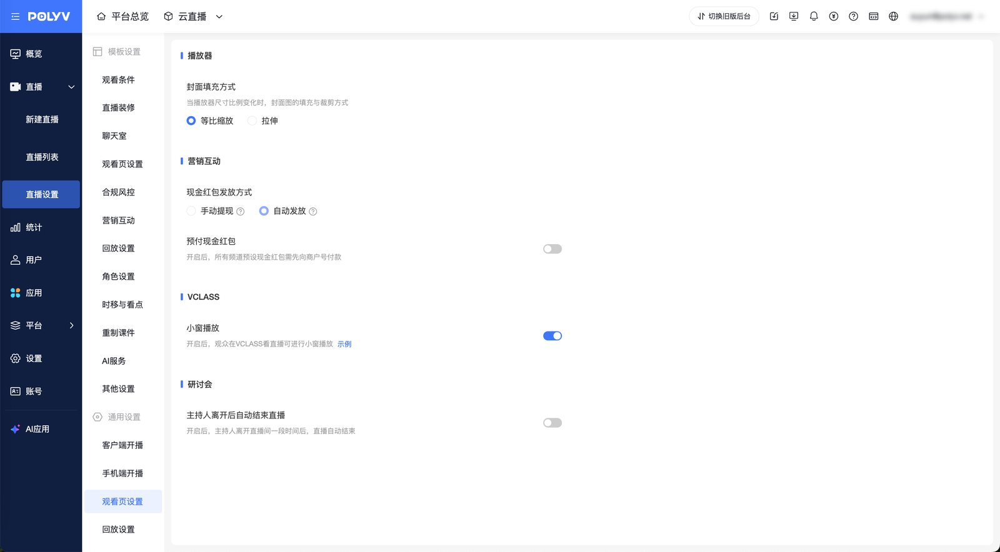 POLYV
平台总览
云直播
切换旧版后台
概览
直播
新建直播
直播列表
直播设置
统计
用户
应用
平台
设置
账号
AI应用
模板设置
观看条件
直播装修
聊天室
观看页设置
合规风控
营销互动
回放设置
角色设置
时移与看点
重制课件
AI服务
其他设置
通用设置
客户端开播
手机端开播
观看页设置
回放设置
播放器
封面填充方式
当播放器尺寸比例变化时，封面图的填充与裁剪方式
等比缩放 拉伸
营销互动
现金红包发放方式
手动提现 自动发放
预付现金红包
开启后，所有频道预设现金红包需先向商户号付款
VCLASS
小窗播放
开启后，观众在VCLASS看直播可进行小窗播放 示例
研讨会
主持人离开后自动结束直播
开启后，主持人离开直播间一段时间后，直播自动结束